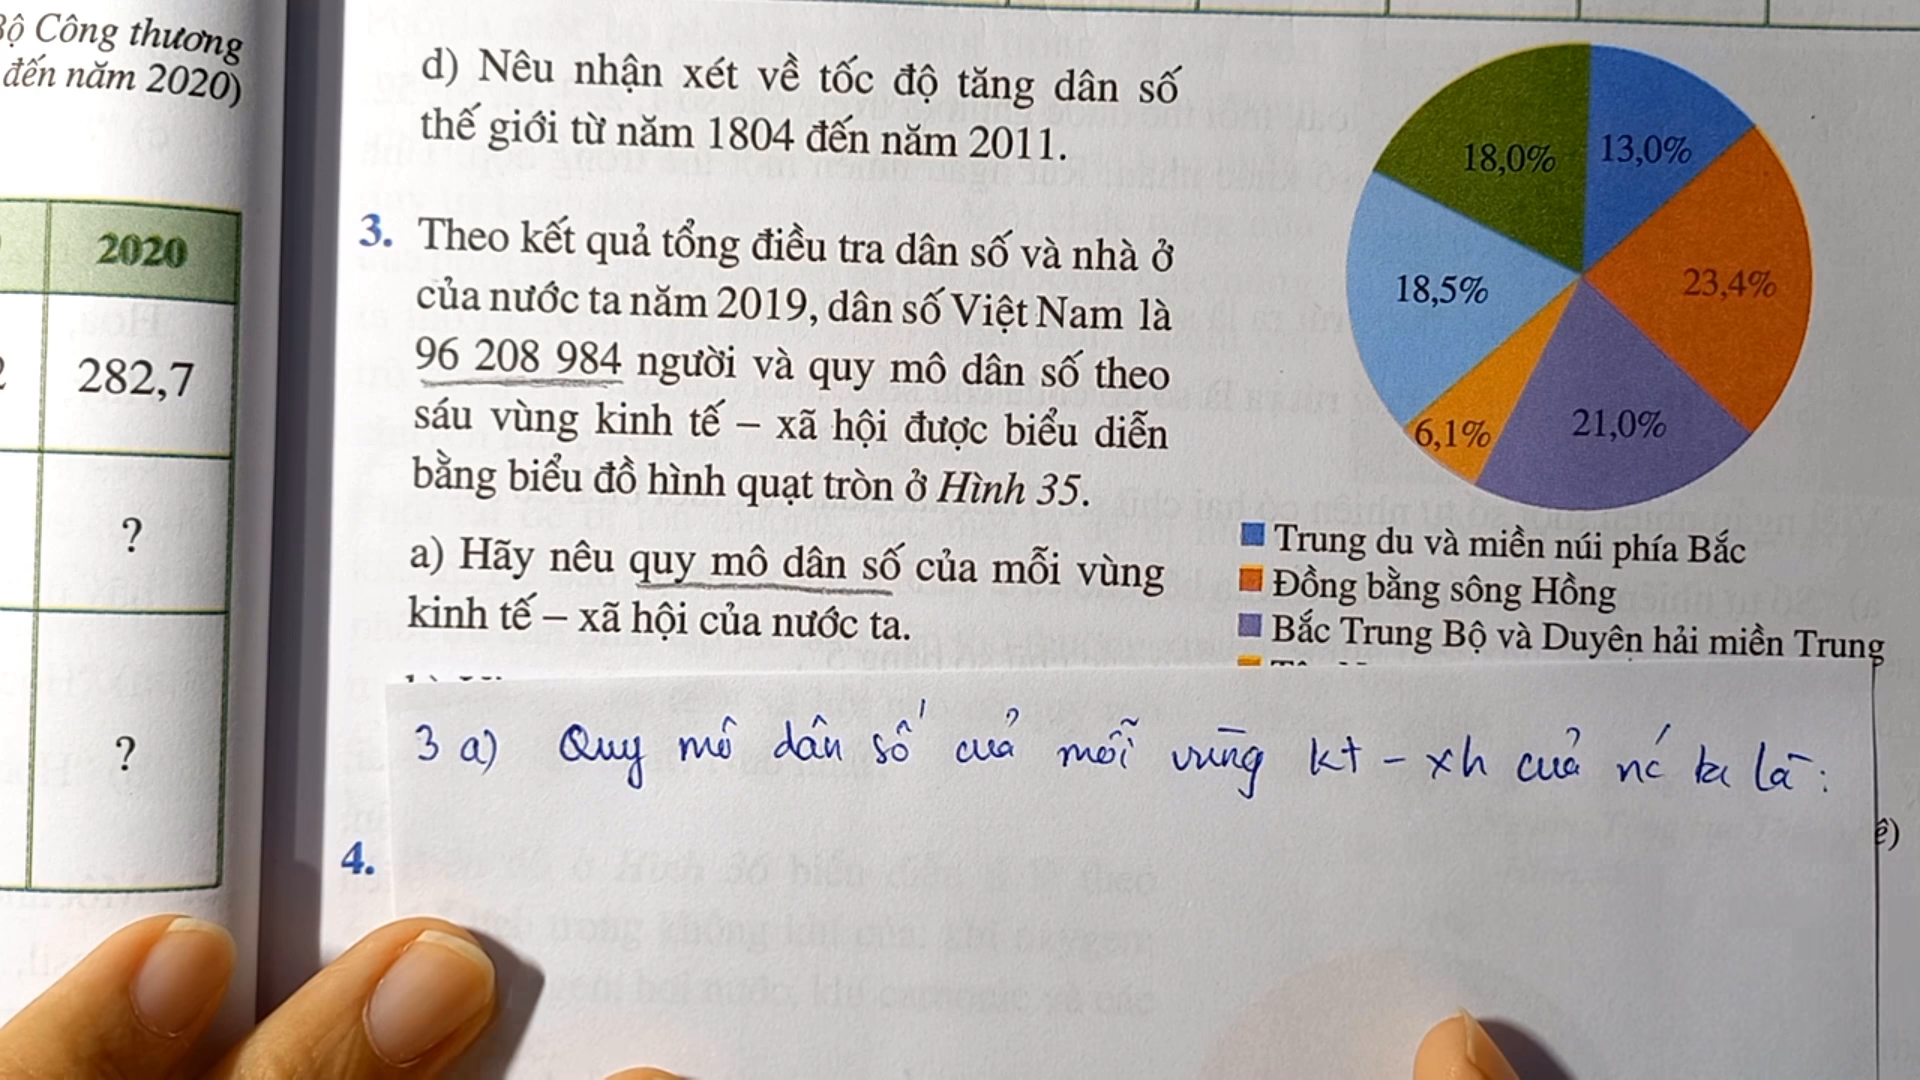 Bộ Công thương
đến năm 2020)
2020
282,7
?
?
d) Nêu nhận xét về tốc độ tăng dân số
thế giới từ năm 1804 đến năm 2011.
3. Theo kết quả tổng điều tra dân số và nhà ở
của nước ta năm 2019, dân số Việt Nam là
96 208 984 người và quy mô dân số theo
sáu vùng kinh tế – xã hội được biểu diễn
bằng biểu đồ hình quạt tròn ở Hình 35.
a) Hãy nêu quy mô dân số của mỗi vùng
kinh tế – xã hội của nước ta.
18,0%
13,0%
18,5%
23,4%
6,1%
21,0%
Trung du và miền núi phía Bắc
Đồng bằng sông Hồng
Bắc Trung Bộ và Duyên hải miền Trung
3 a) Quy mô dân số của mỗi vùng kt - xh của nc ta là:
ê)
4.